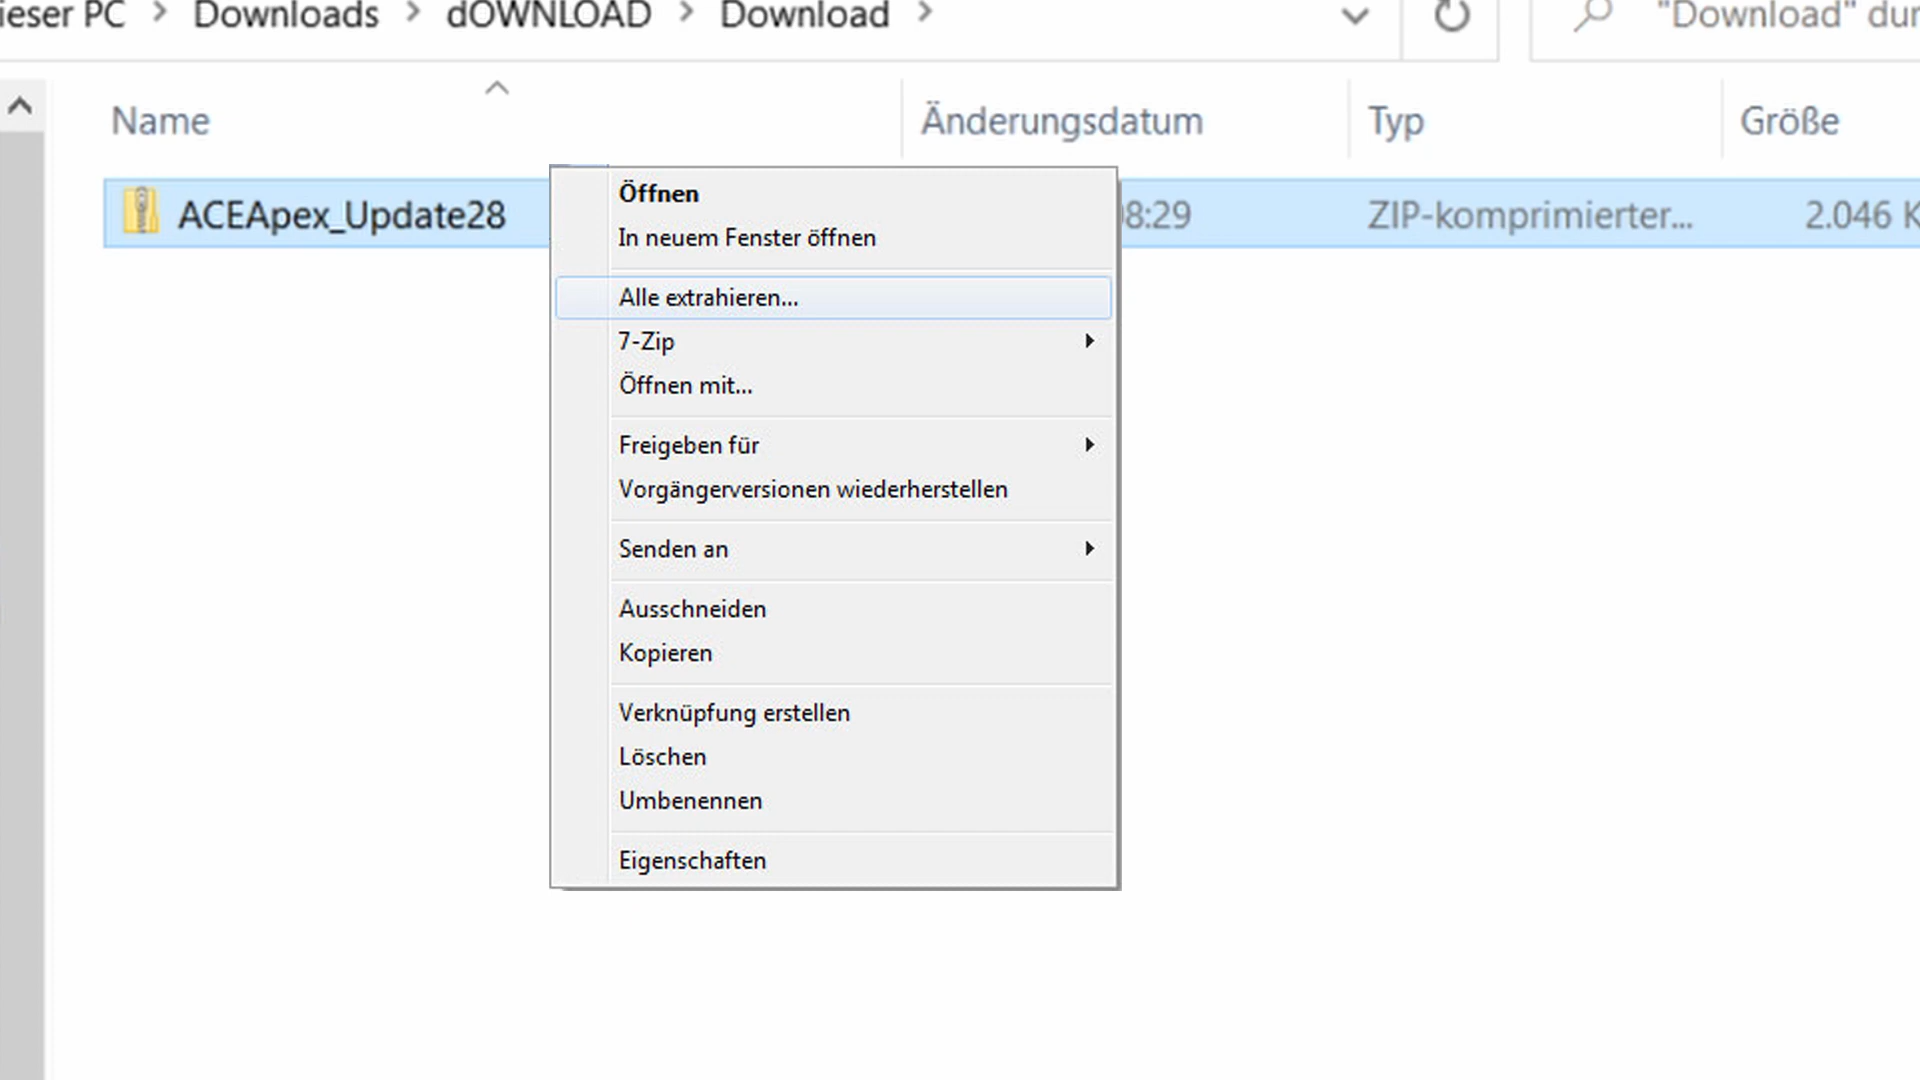 ieser PC > Downloads > dOWNLOAD > Download >
"Download" dur
Name Änderungsdatum Typ Größe
ACEApex_Update28 08:29 ZIP-komprimierter... 2.046 K
Öffnen
In neuem Fenster öffnen
Alle extrahieren...
7-Zip
Öffnen mit...
Freigeben für
Vorgängerversionen wiederherstellen
Senden an
Ausschneiden
Kopieren
Verknüpfung erstellen
Löschen
Umbenennen
Eigenschaften